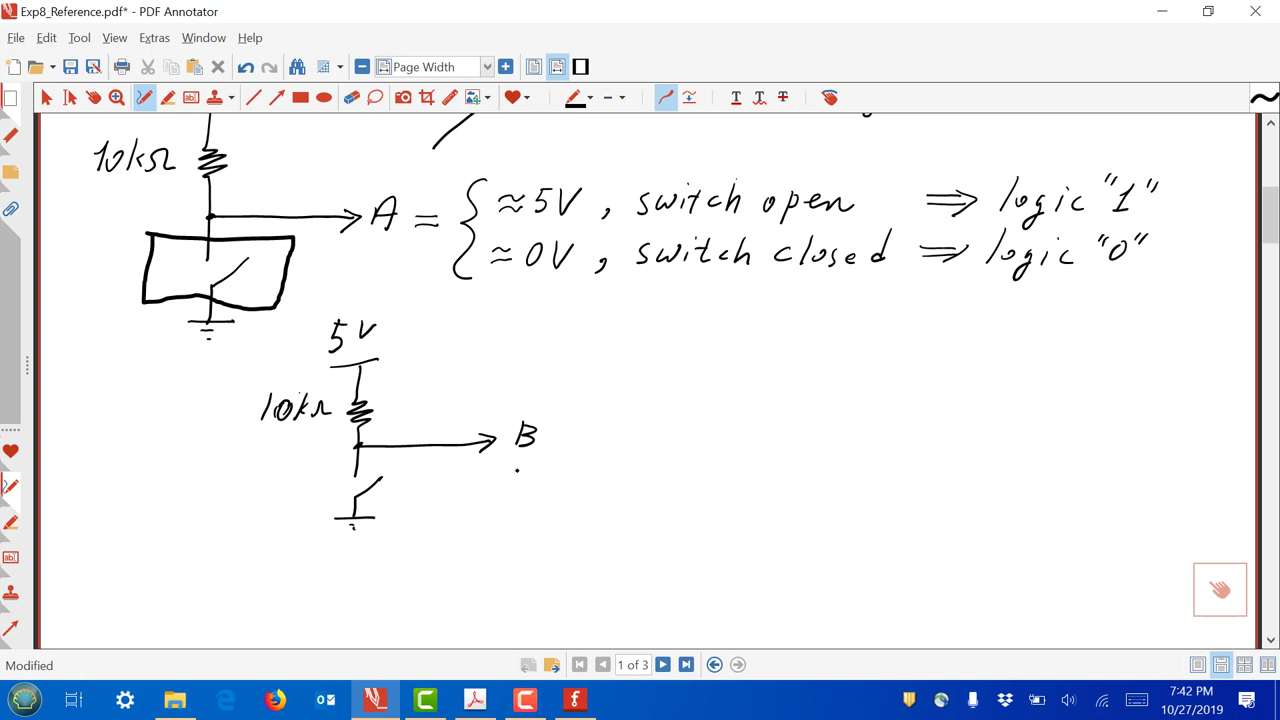 Exp8_Reference.pdf* - PDF Annotator
File Edit Tool View Extras Window Help
Page Width
10kΩ
A = { ≈ 5V , switch open ⟹ logic "1"
≈ 0V , switch closed ⟹ logic "0"
5V
10kΩ
B
1 of 3
Modified
7:42 PM
10/27/2019